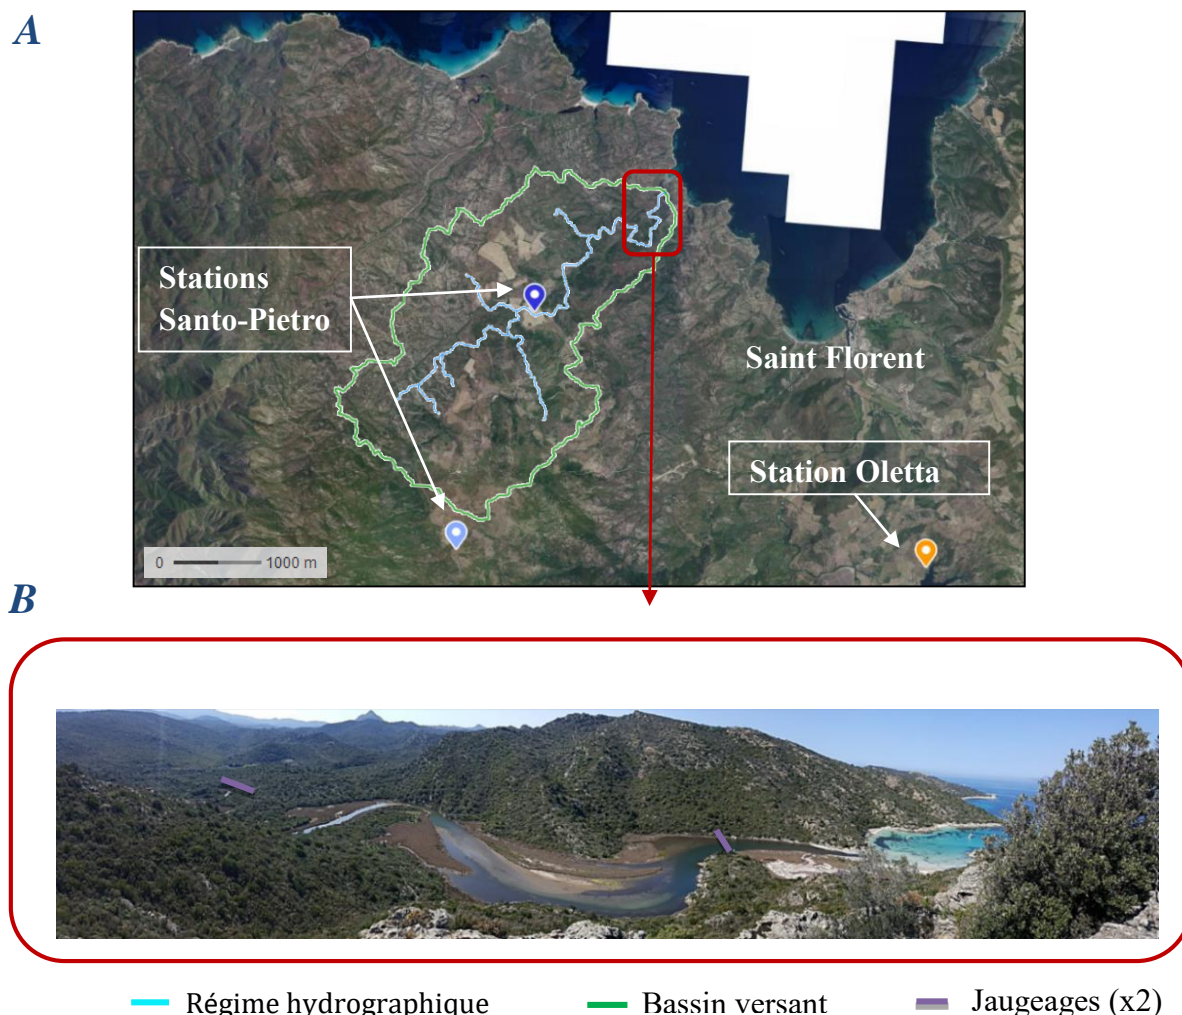 A
Stations
Santo-Pietro
Saint Florent
Station Oletta
0 1000 m
B
Régime hydrographique
Bassin versant
Jaugeages (x2)